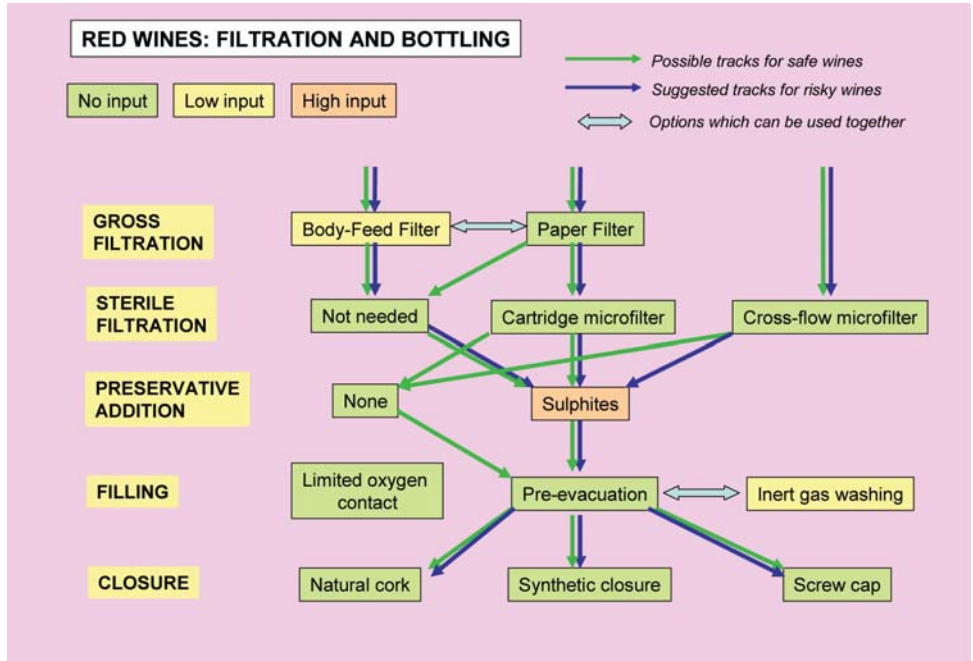 RED WINES: FILTRATION AND BOTTLING
Possible tracks for safe wines
Suggested tracks for risky wines
Options which can be used together
No input
Low input
High input
GROSS
FILTRATION
Body-Feed Filter
Paper Filter
STERILE
FILTRATION
Not needed
Cartridge microfilter
Cross-flow microfilter
PRESERVATIVE
ADDITION
None
Sulphites
FILLING
Limited oxygen
contact
Pre-evacuation
Inert gas washing
CLOSURE
Natural cork
Synthetic closure
Screw cap